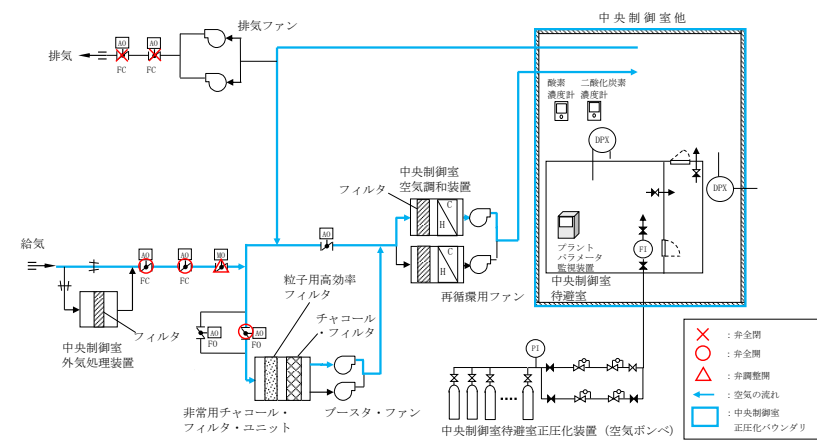 中央制御室他
排気ファン
排気
AO
AO
FC
FC
酸素
濃度計
二酸化炭素
濃度計
DPX
DPX
中央制御室
空気調和装置
フィルタ
C
H
C
H
AO
再循環用ファン
FI
プラント
パラメータ
監視装置
中央制御室
待避室
給気
AO
AO
MO
FC
FC
フィルタ
中央制御室
外気処理装置
粒子用高効率
フィルタ
チャコール
・フィルタ
AO
FO
AO
FO
非常用チャコール・
フィルタ・ユニット
ブースタ・ファン
PI
中央制御室待避室正圧化装置（空気ボンベ）
：弁全閉
：弁全開
：弁調整開
：空気の流れ
：中央制御室
正圧化バウンダリ